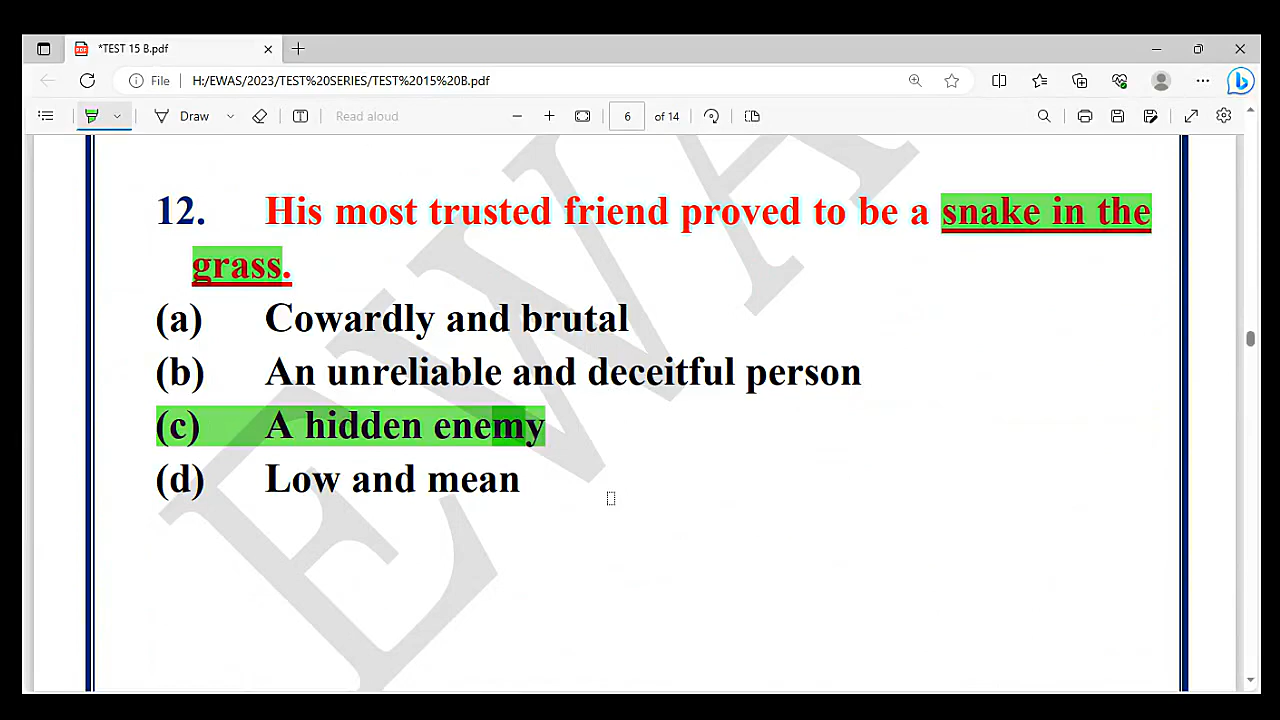 *TEST 15 B.pdf
File H:/EWAS/2023/TEST%20SERIES/TEST%2015%20B.pdf
Draw Read aloud 6 of 14
12. His most trusted friend proved to be a snake in the
grass.
(a) Cowardly and brutal
(b) An unreliable and deceitful person
(c) A hidden enemy
(d) Low and mean
EWA